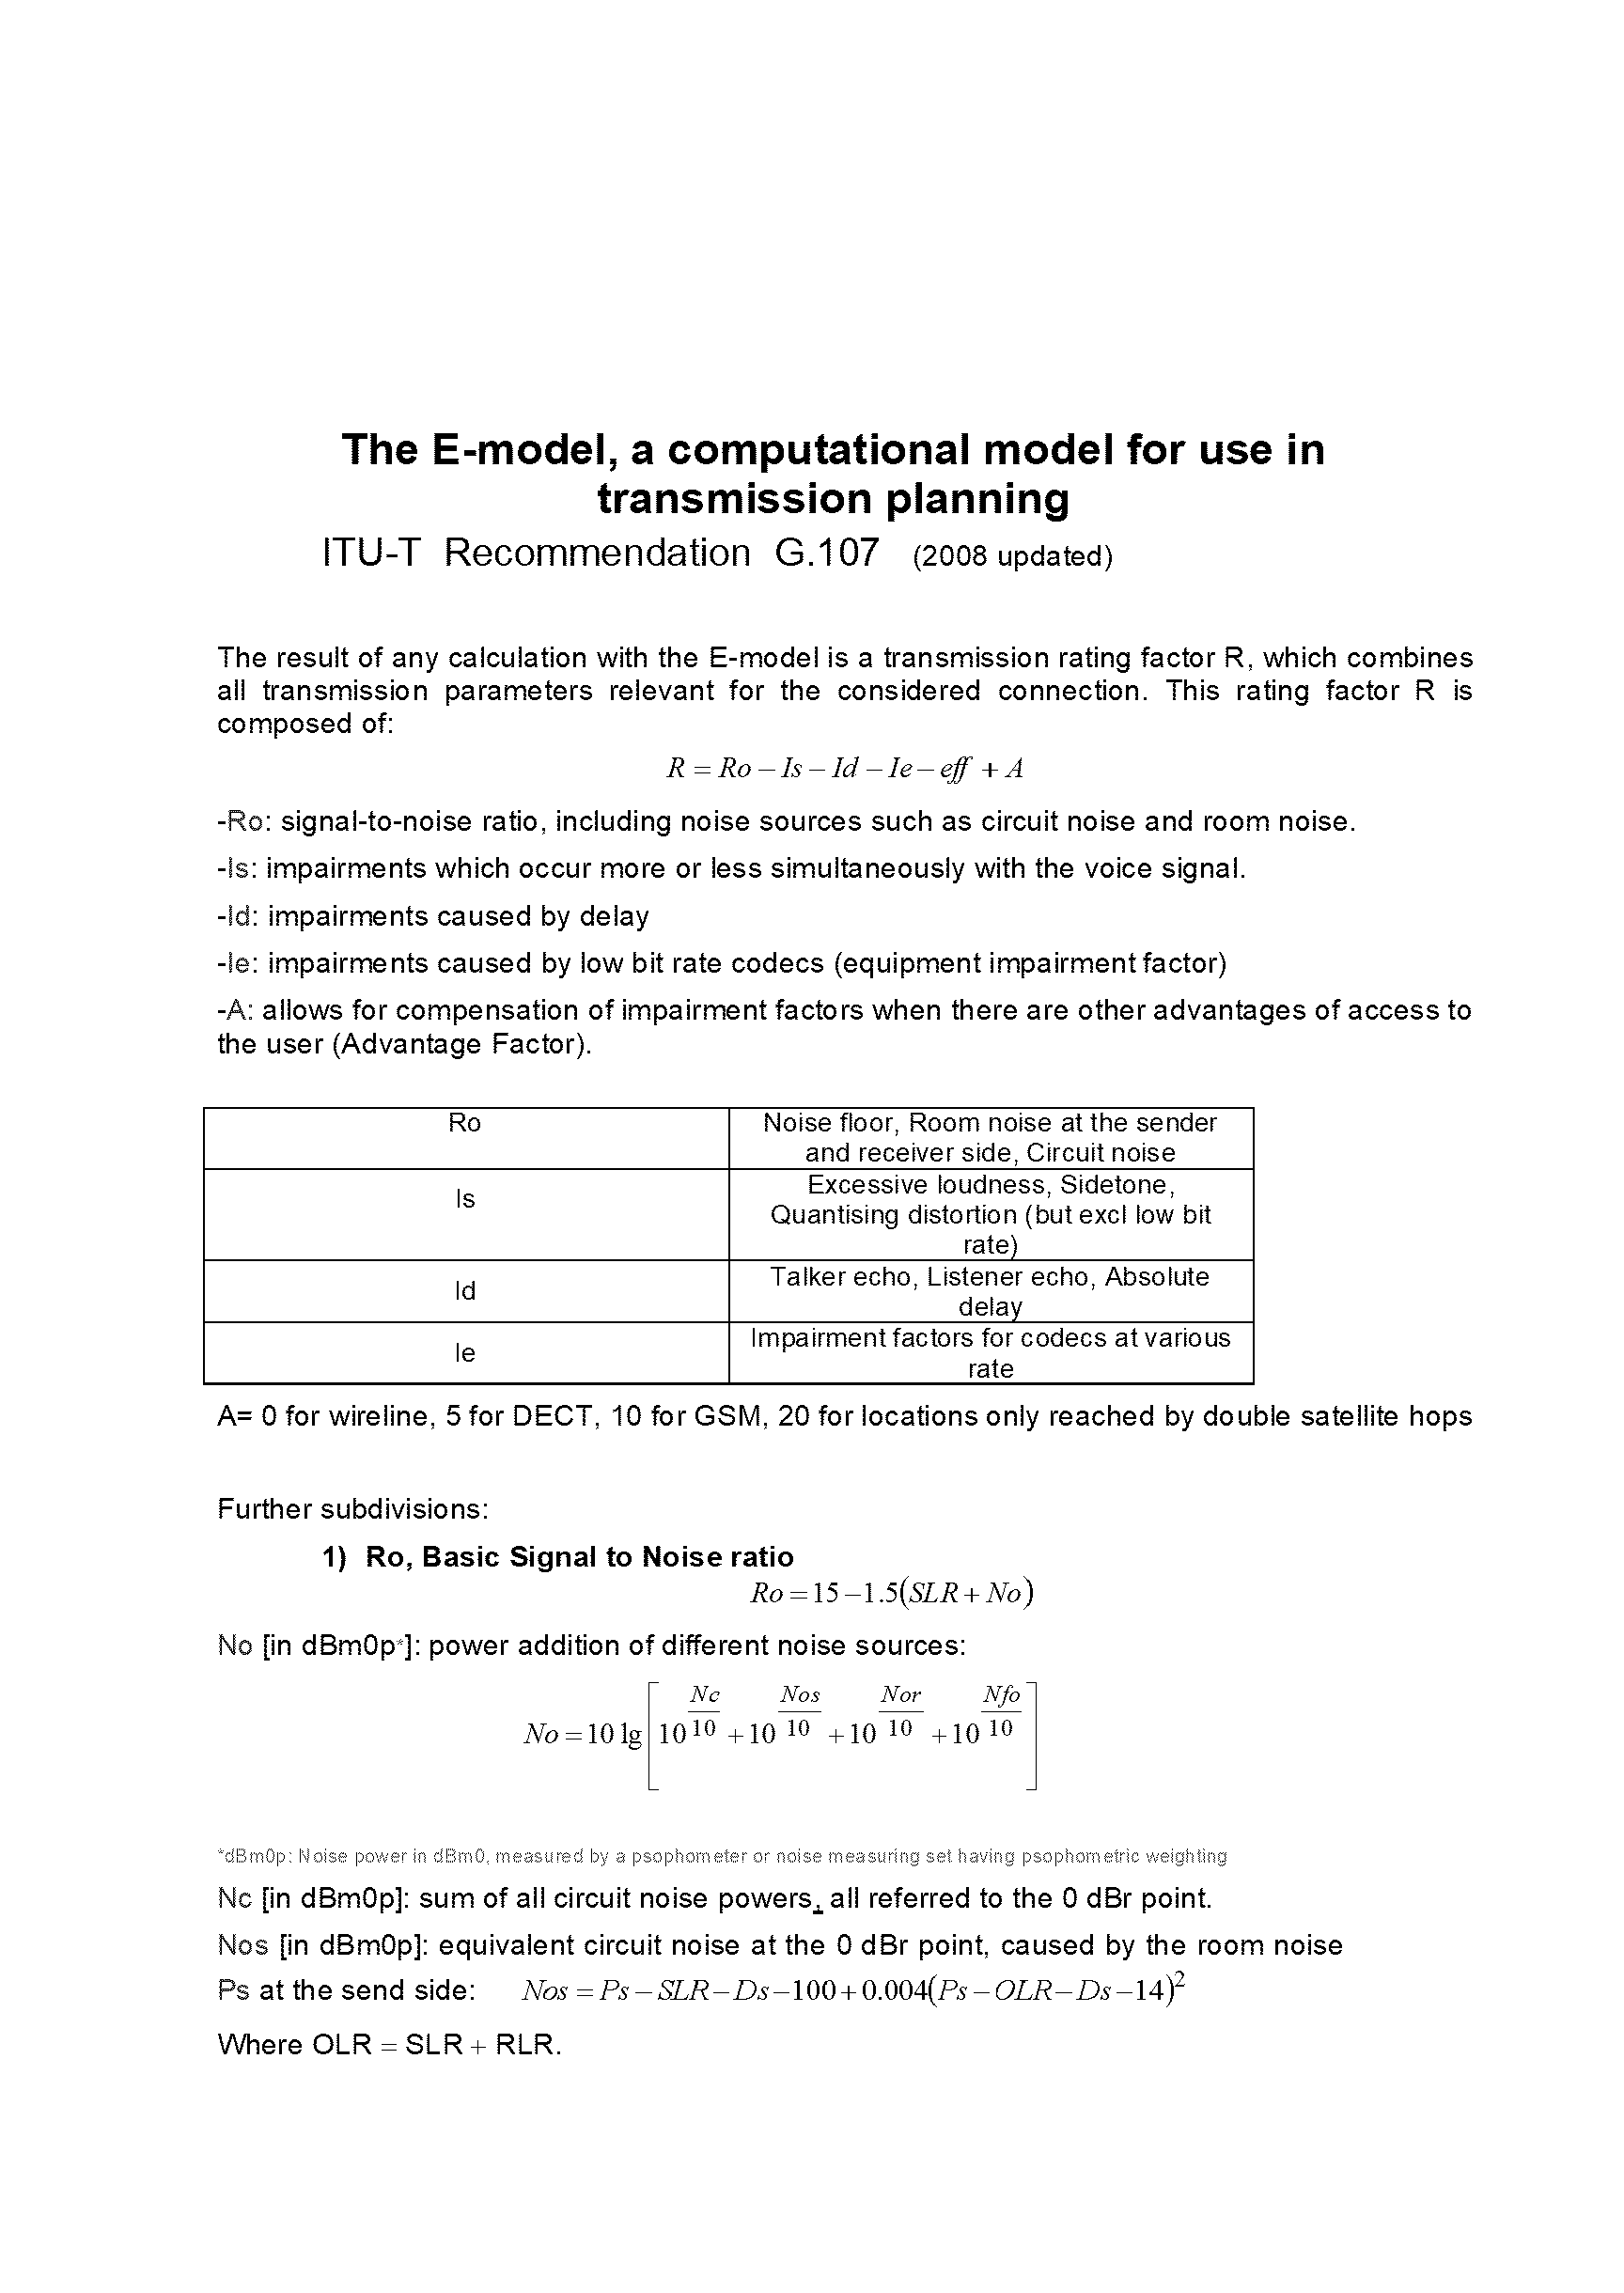 The E-model, a computational model for use in
transmission planning
ITU-T Recommendation G.107 (2008 updated)
The result of any calculation with the E-model is a transmission rating factor R, which combines
all transmission parameters relevant for the considered connection. This rating factor R is
composed of:
R = Ro – Is – Id – Ie – eff + A
-Ro: signal-to-noise ratio, including noise sources such as circuit noise and room noise.
-Is: impairments which occur more or less simultaneously with the voice signal.
-Id: impairments caused by delay
-Ie: impairments caused by low bit rate codecs (equipment impairment factor)
-A: allows for compensation of impairment factors when there are other advantages of access to
the user (Advantage Factor).
Ro
Noise floor, Room noise at the sender
and receiver side, Circuit noise
Is
Excessive loudness, Sidetone,
Quantising distortion (but excl low bit
rate)
Id
Talker echo, Listener echo, Absolute
delay
Ie
Impairment factors for codecs at various
rate
A= 0 for wireline, 5 for DECT, 10 for GSM, 20 for locations only reached by double satellite hops
Further subdivisions:
1) Ro, Basic Signal to Noise ratio
Ro = 15 – 1.5(SLR + No)
No [in dBm0p*]: power addition of different noise sources:
No = 10 lg[10^(Nc/10) + 10^(Nos/10) + 10^(Nor/10) + 10^(Nfo/10)]
*dBm0p: Noise power in dBm0, measured by a psophometer or noise measuring set having psophometric weighting
Nc [in dBm0p]: sum of all circuit noise powers, all referred to the 0 dBr point.
Nos [in dBm0p]: equivalent circuit noise at the 0 dBr point, caused by the room noise
Ps at the send side: Nos = Ps – SLR – Ds – 100 + 0.004(Ps – OLR – Ds – 14)²
Where OLR = SLR + RLR.